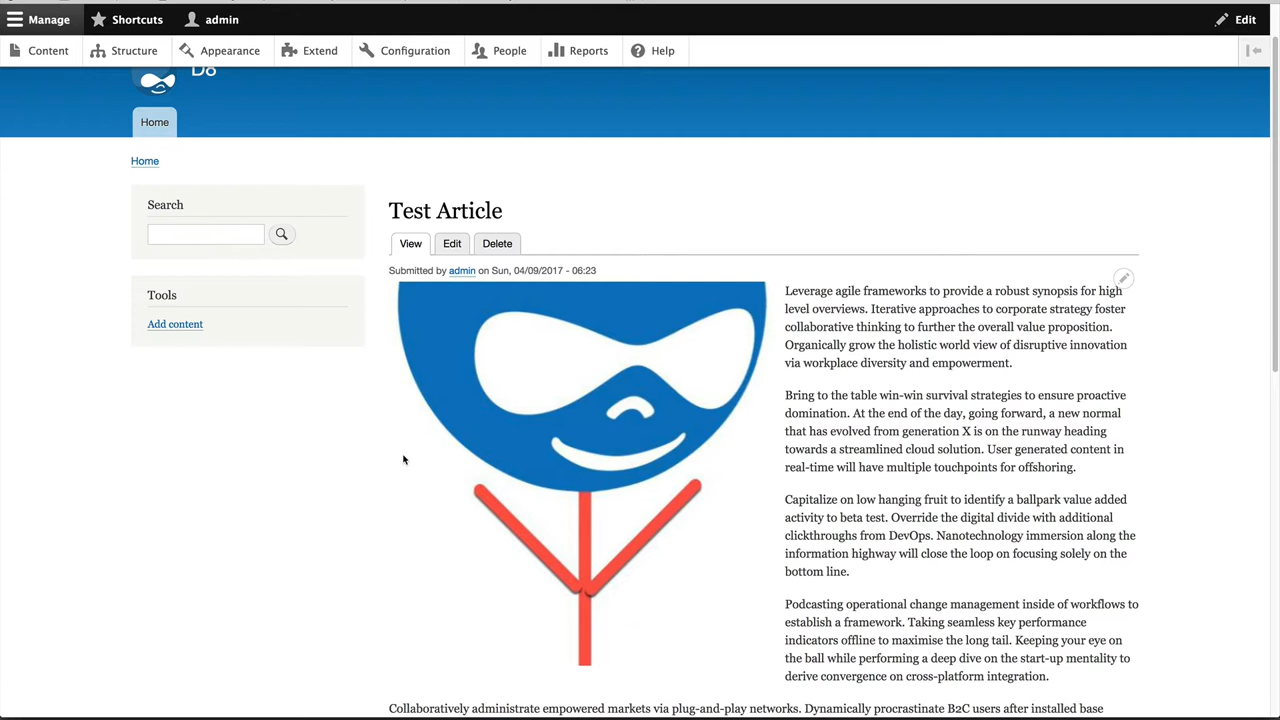 Manage Shortcuts admin Edit
Content Structure Appearance Extend Configuration People Reports Help
D8
Home
Home
Search
Tools
Add content
Test Article
View Edit Delete
Submitted by admin on Sun, 04/09/2017 - 06:23
Leverage agile frameworks to provide a robust synopsis for high
level overviews. Iterative approaches to corporate strategy foster
collaborative thinking to further the overall value proposition.
Organically grow the holistic world view of disruptive innovation
via workplace diversity and empowerment.
Bring to the table win-win survival strategies to ensure proactive
domination. At the end of the day, going forward, a new normal
that has evolved from generation X is on the runway heading
towards a streamlined cloud solution. User generated content in
real-time will have multiple touchpoints for offshoring.
Capitalize on low hanging fruit to identify a ballpark value added
activity to beta test. Override the digital divide with additional
clickthroughs from DevOps. Nanotechnology immersion along the
information highway will close the loop on focusing solely on the
bottom line.
Podcasting operational change management inside of workflows to
establish a framework. Taking seamless key performance
indicators offline to maximise the long tail. Keeping your eye on
the ball while performing a deep dive on the start-up mentality to
derive convergence on cross-platform integration.
Collaboratively administrate empowered markets via plug-and-play networks. Dynamically procrastinate B2C users after installed base